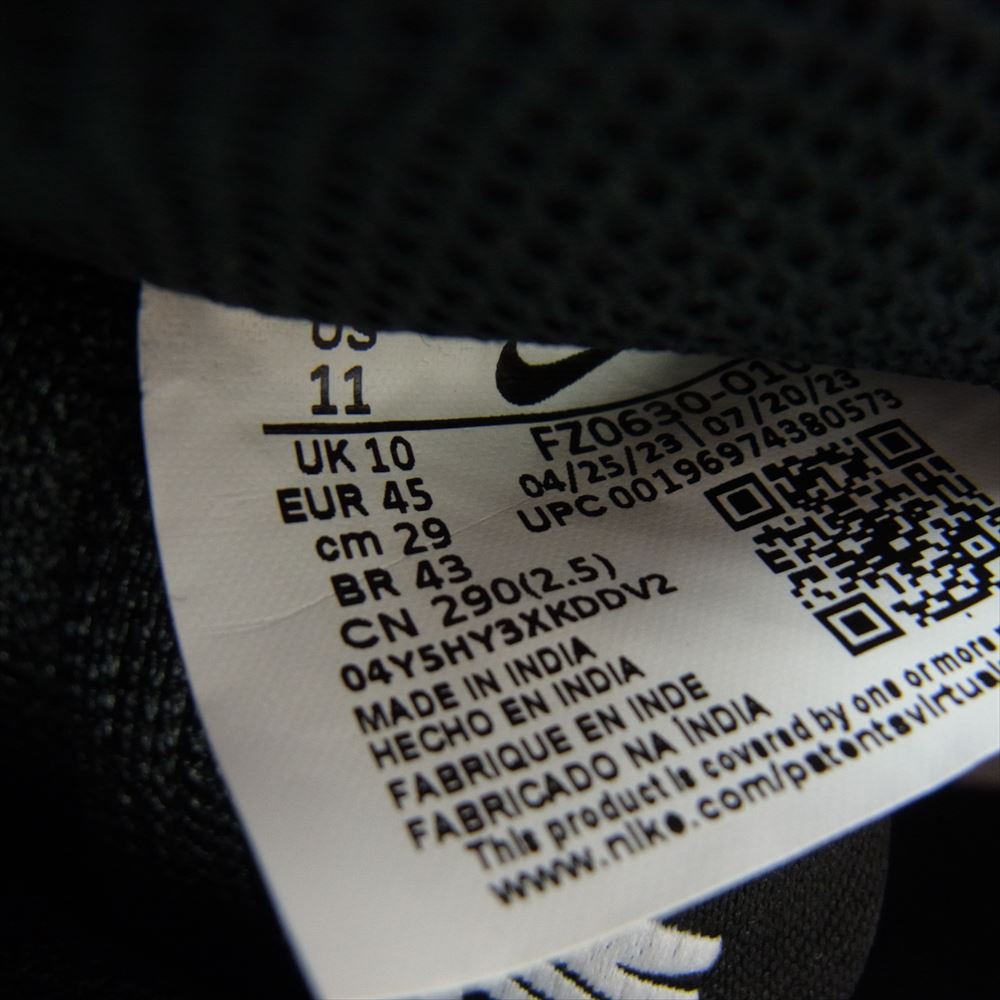 US
11
UK 10
EUR 45
cm 29
BR 43
CN 290(2.5)
04Y5HY3XKDDV2
MADE IN INDIA
HECHO EN INDIA
FABRIQUE EN INDE
FABRICADO NA ÍNDIA
This product is covered by one or more
www.nike.com/patentsvirtual
FZ0630-010
04/25/23|07/20/23
UPC 00196974380573